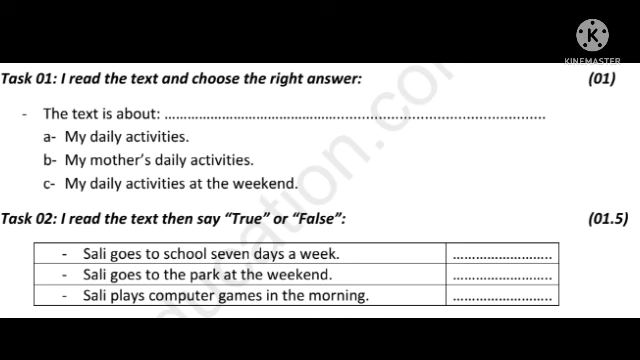 K
KINEMASTER
Task 01: I read the text and choose the right answer: (01)
- The text is about: ………………………………………………………………………………………
a- My daily activities.
b- My mother's daily activities.
c- My daily activities at the weekend.
Task 02: I read the text then say "True" or "False": (01.5)
- Sali goes to school seven days a week. ……………………..
- Sali goes to the park at the weekend. ……………………..
- Sali plays computer games in the morning. ……………………..
ucation.com